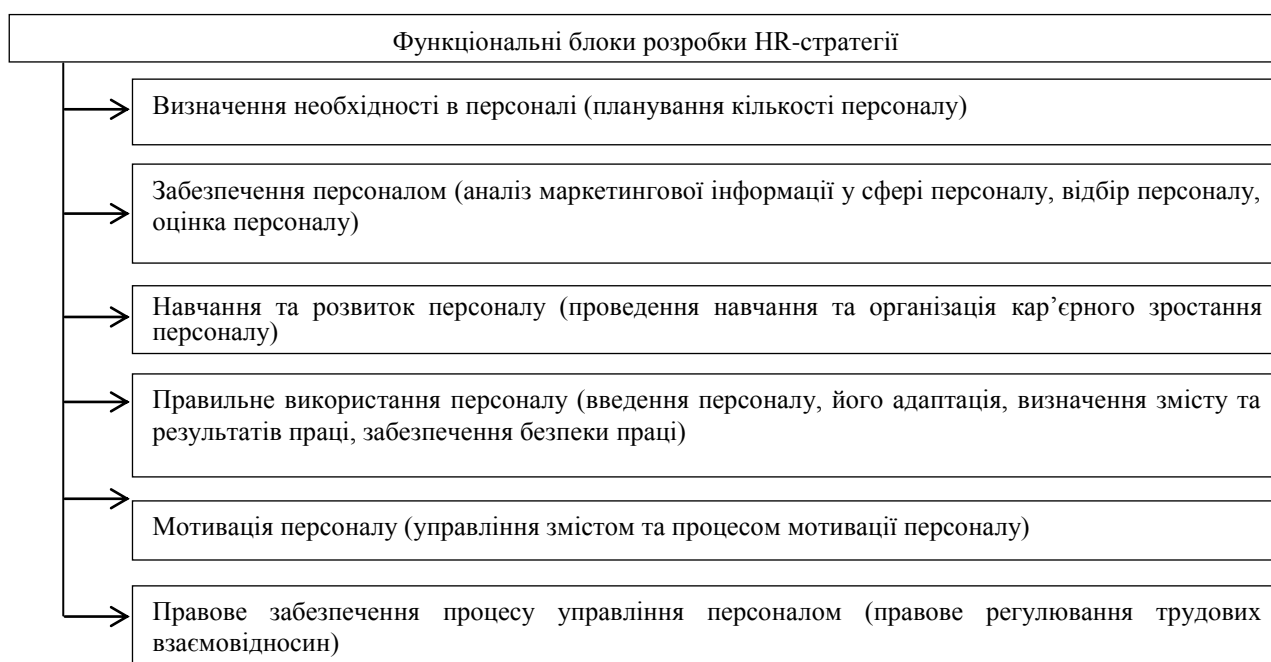 Функціональні блоки розробки HR-стратегії
Визначення необхідності в персоналі (планування кількості персоналу)
Забезпечення персоналом (аналіз маркетингової інформації у сфері персоналу, відбір персоналу,
оцінка персоналу)
Навчання та розвиток персоналу (проведення навчання та організація кар’єрного зростання
персоналу)
Правильне використання персоналу (введення персоналу, його адаптація, визначення змісту та
результатів праці, забезпечення безпеки праці)
Мотивація персоналу (управління змістом та процесом мотивації персоналу)
Правове забезпечення процесу управління персоналом (правове регулювання трудових
взаємовідносин)